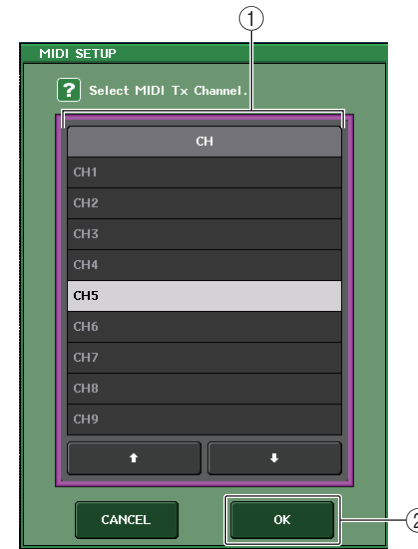 ①
MIDI SETUP
? Select MIDI Tx Channel.
CH
CH1
CH2
CH3
CH4
CH5
CH6
CH7
CH8
CH9
CANCEL OK ②